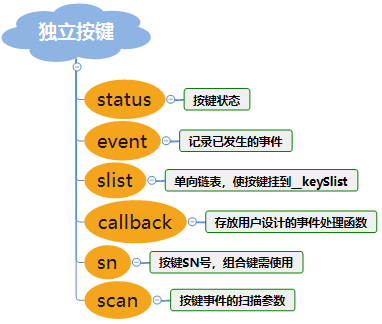 独立按键
status
按键状态
event
记录已发生的事件
slist
单向链表，使按键挂到__keySlist
callback
存放用户设计的事件处理函数
sn
按键SN号，组合键需使用
scan
按键事件的扫描参数